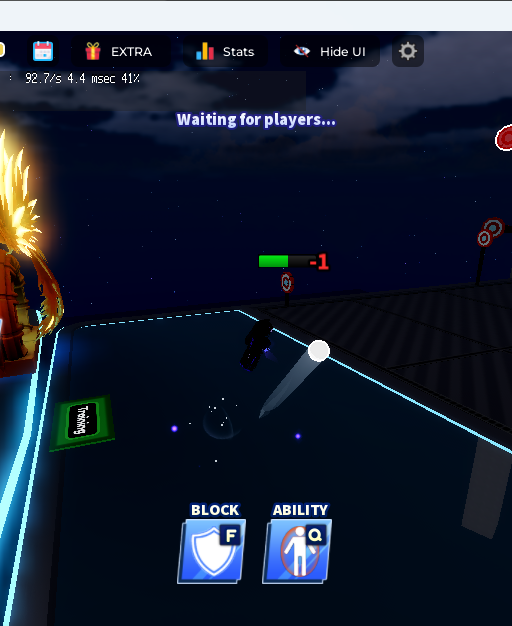 EXTRA Stats Hide UI
: 92.7/s 4.4 msec 41%
Waiting for players...
-1
Training
BLOCK ABILITY
F Q